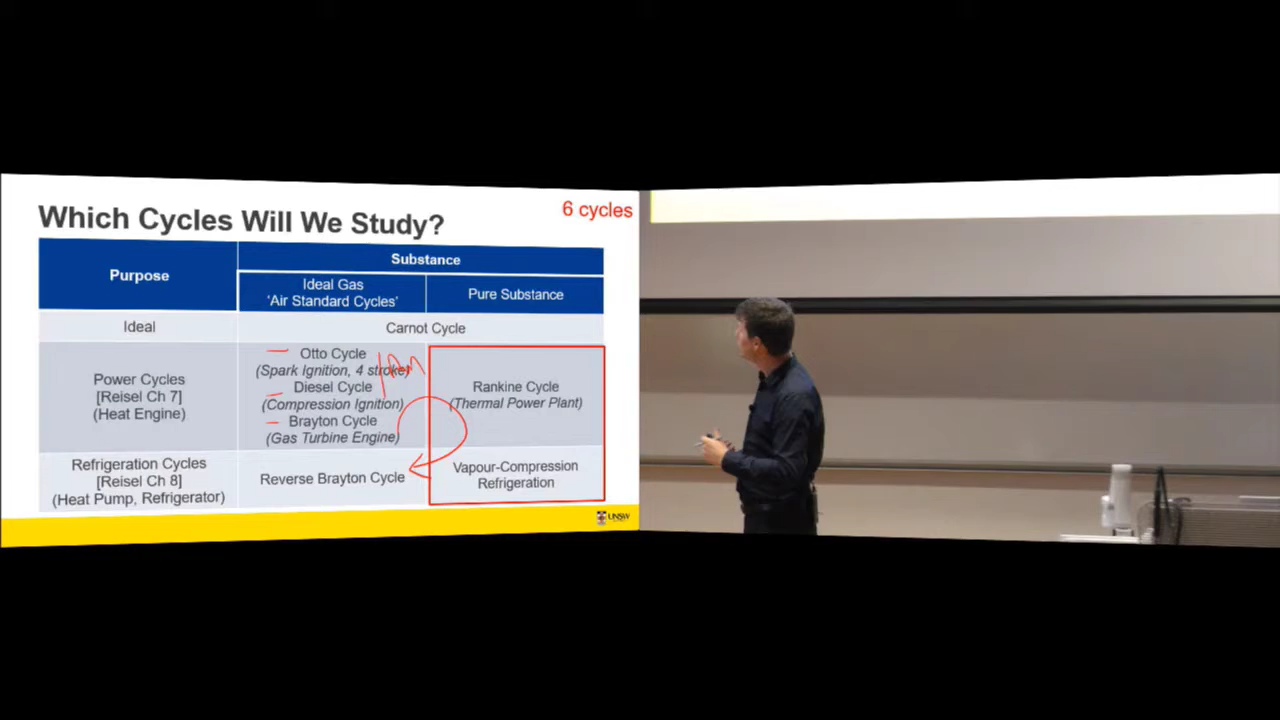 Which Cycles Will We Study?
6 cycles
Purpose
Substance
Ideal Gas
'Air Standard Cycles'
Pure Substance
Ideal
Carnot Cycle
Power Cycles
[Reisel Ch 7]
(Heat Engine)
Otto Cycle
(Spark Ignition, 4 stroke)
Diesel Cycle
(Compression Ignition)
Brayton Cycle
(Gas Turbine Engine)
Rankine Cycle
(Thermal Power Plant)
Refrigeration Cycles
[Reisel Ch 8]
(Heat Pump, Refrigerator)
Reverse Brayton Cycle
Vapour-Compression
Refrigeration
UNSW